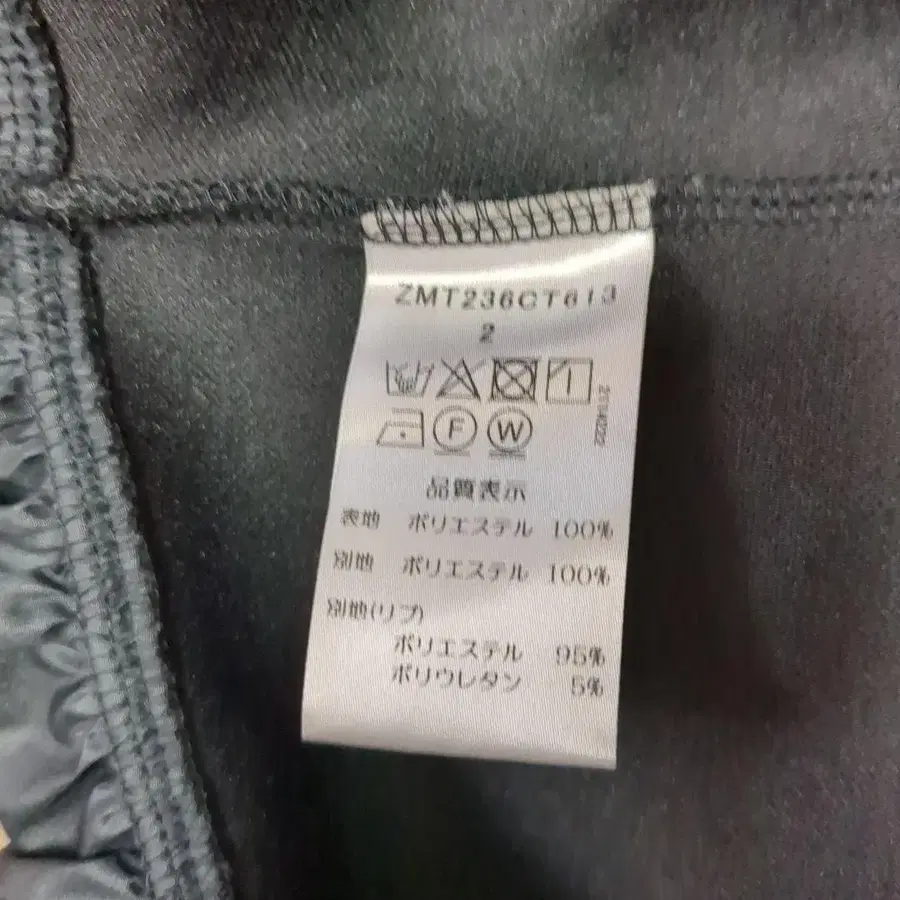 ZMT236CT613
2
F W
品質表示
表地 ポリエステル 100%
別地 ポリエステル 100%
別地(リブ)
ポリエステル 95%
ポリウレタン 5%